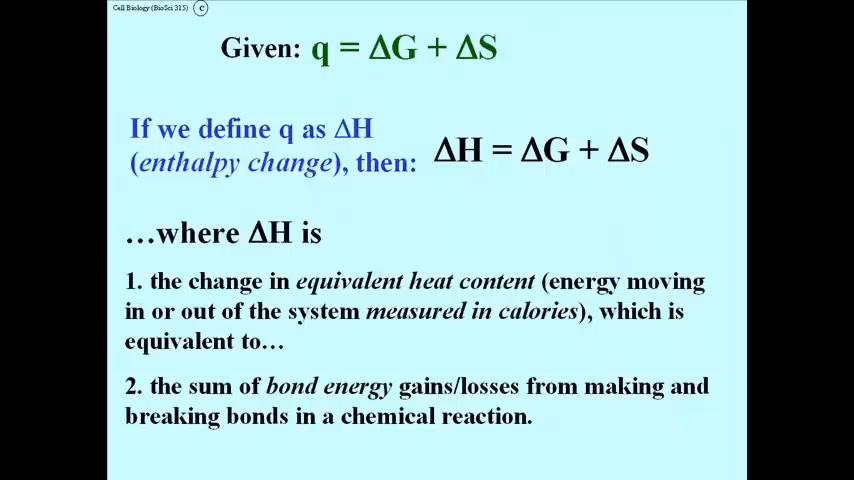 Cell Biology (BioSci 315) c
Given: q = ΔG + ΔS
If we define q as ΔH
(enthalpy change), then:
ΔH = ΔG + ΔS
…where ΔH is
1. the change in equivalent heat content (energy moving
in or out of the system measured in calories), which is
equivalent to…
2. the sum of bond energy gains/losses from making and
breaking bonds in a chemical reaction.